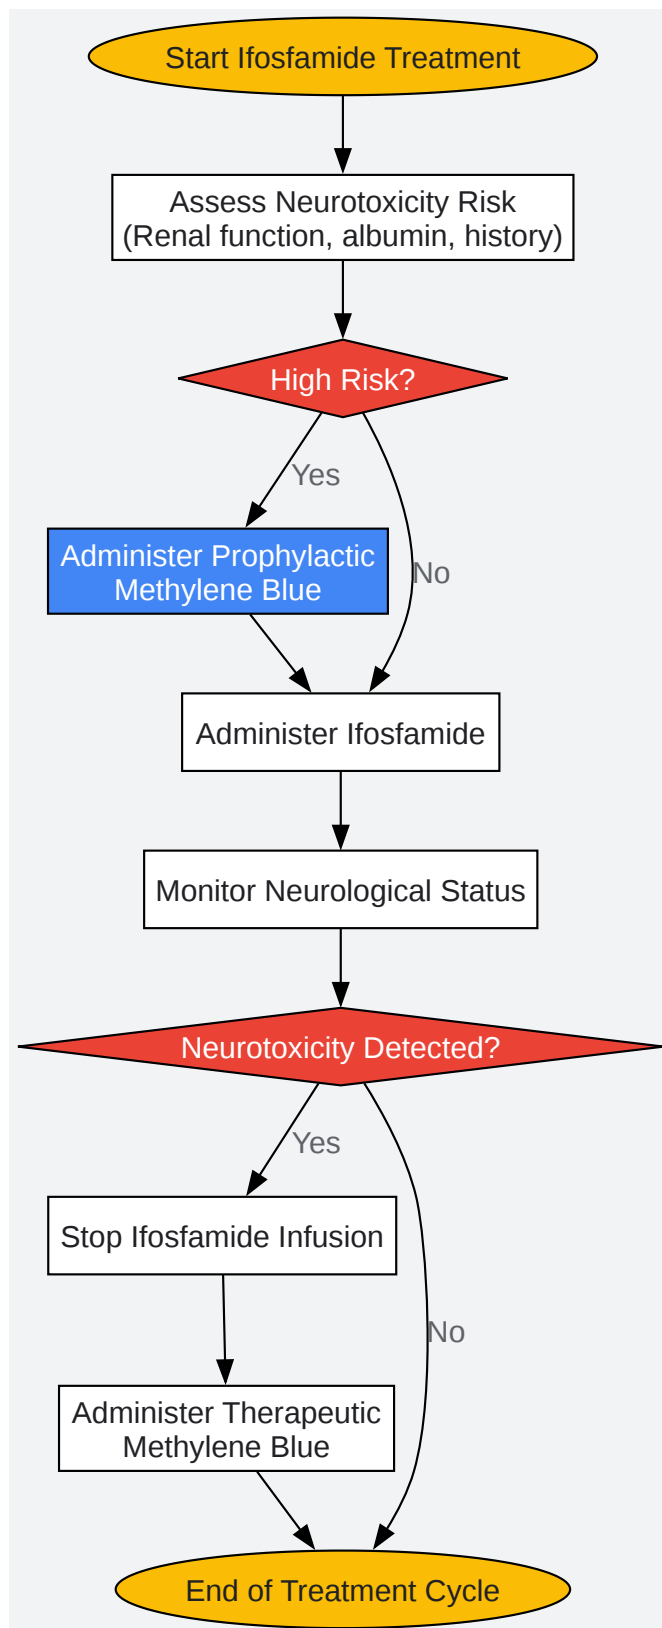 Start Ifosfamide Treatment
Assess Neurotoxicity Risk
(Renal function, albumin, history)
High Risk?
Yes
Administer Prophylactic
Methylene Blue
No
Administer Ifosfamide
Monitor Neurological Status
Neurotoxicity Detected?
Yes
Stop Ifosfamide Infusion
No
Administer Therapeutic
Methylene Blue
End of Treatment Cycle